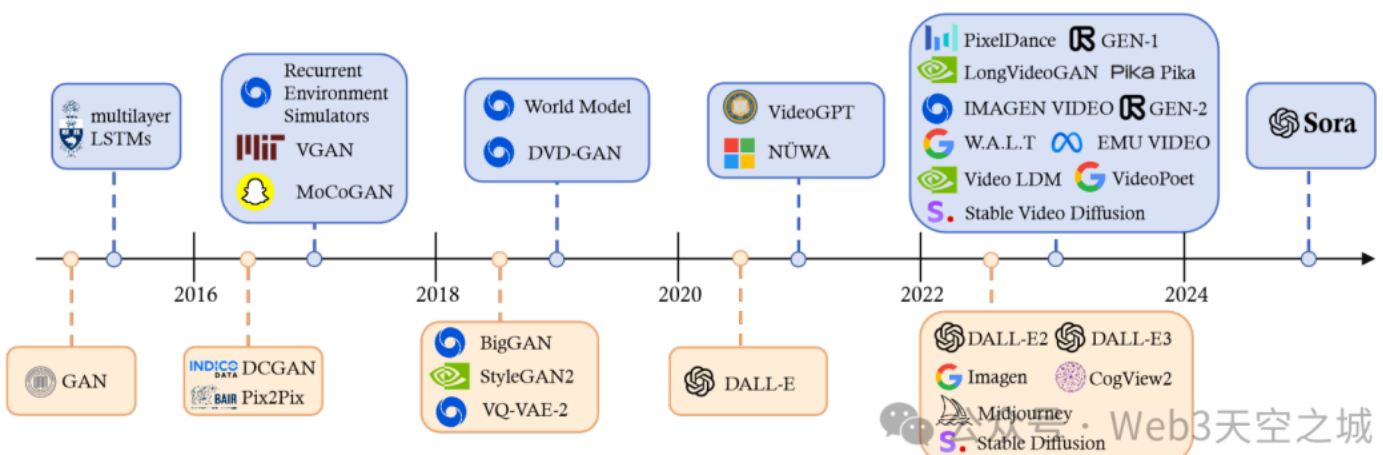 multilayer
LSTMs
Recurrent
Environment
Simulators
MIT VGAN
MoCoGAN
World Model
DVD-GAN
VideoGPT
NÜWA
PixelDance GEN-1
LongVideoGAN Pika Pika
IMAGEN VIDEO GEN-2
W.A.L.T EMU VIDEO
Video LDM VideoPoet
S. Stable Video Diffusion
Sora
2016 2018 2020 2022 2024
GAN
INDICO DATA DCGAN
BAIR Pix2Pix
BigGAN
StyleGAN2
VQ-VAE-2
DALL-E
DALL-E2 DALL-E3
Imagen CogView2
Midjourney
S. Stable Diffusion
公众号 · Web3天空之城